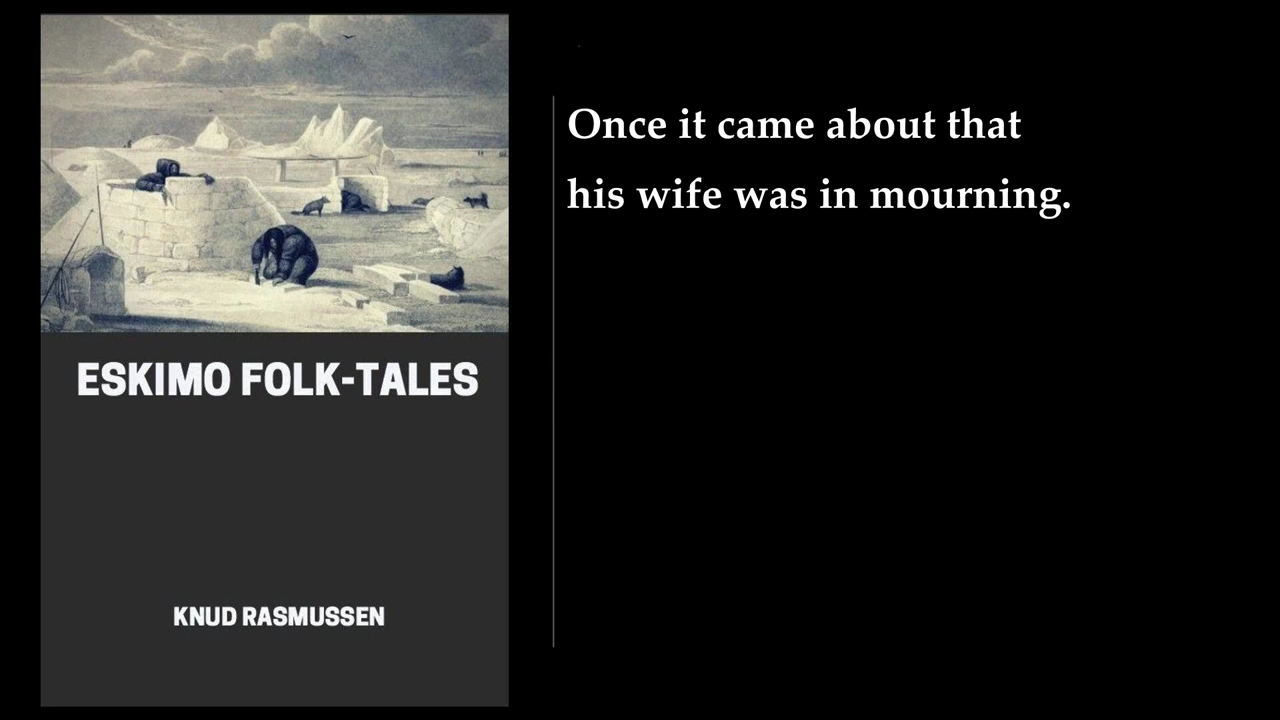 ESKIMO FOLK-TALES
KNUD RASMUSSEN
Once it came about that
his wife was in mourning.